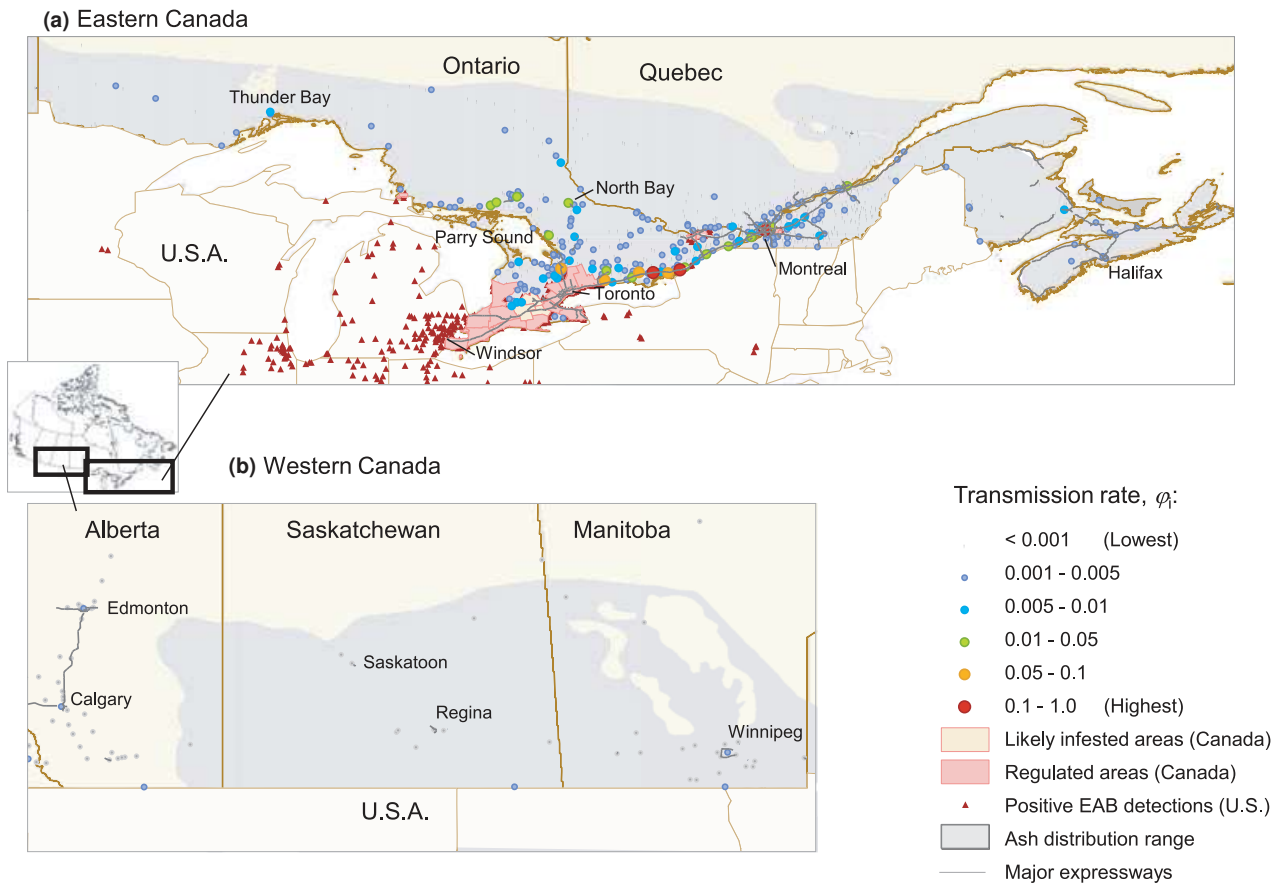 (a) Eastern Canada
Ontario
Quebec
Thunder Bay
North Bay
Parry Sound
U.S.A.
Montreal
Toronto
Halifax
Windsor
(b) Western Canada
Alberta
Saskatchewan
Manitoba
Edmonton
Saskatoon
Calgary
Regina
Winnipeg
U.S.A.
Transmission rate, φi:
< 0.001 (Lowest)
0.001 - 0.005
0.005 - 0.01
0.01 - 0.05
0.05 - 0.1
0.1 - 1.0 (Highest)
Likely infested areas (Canada)
Regulated areas (Canada)
Positive EAB detections (U.S.)
Ash distribution range
Major expressways